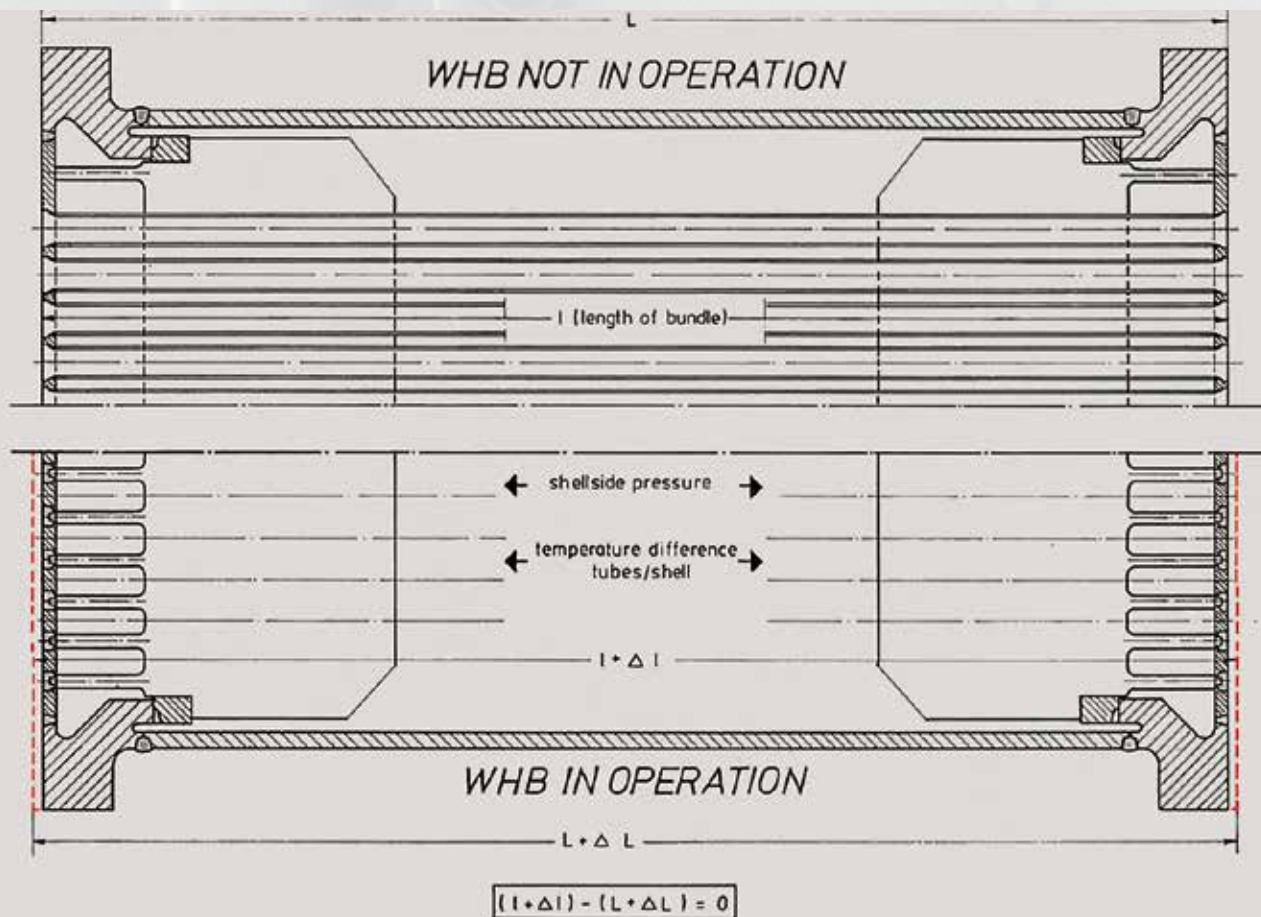 L
WHB NOT IN OPERATION
l (length of bundle)
shellside pressure
temperature difference
tubes/shell
l + Δ l
WHB IN OPERATION
L + Δ L
(l+Δl) - (L+ΔL) = 0